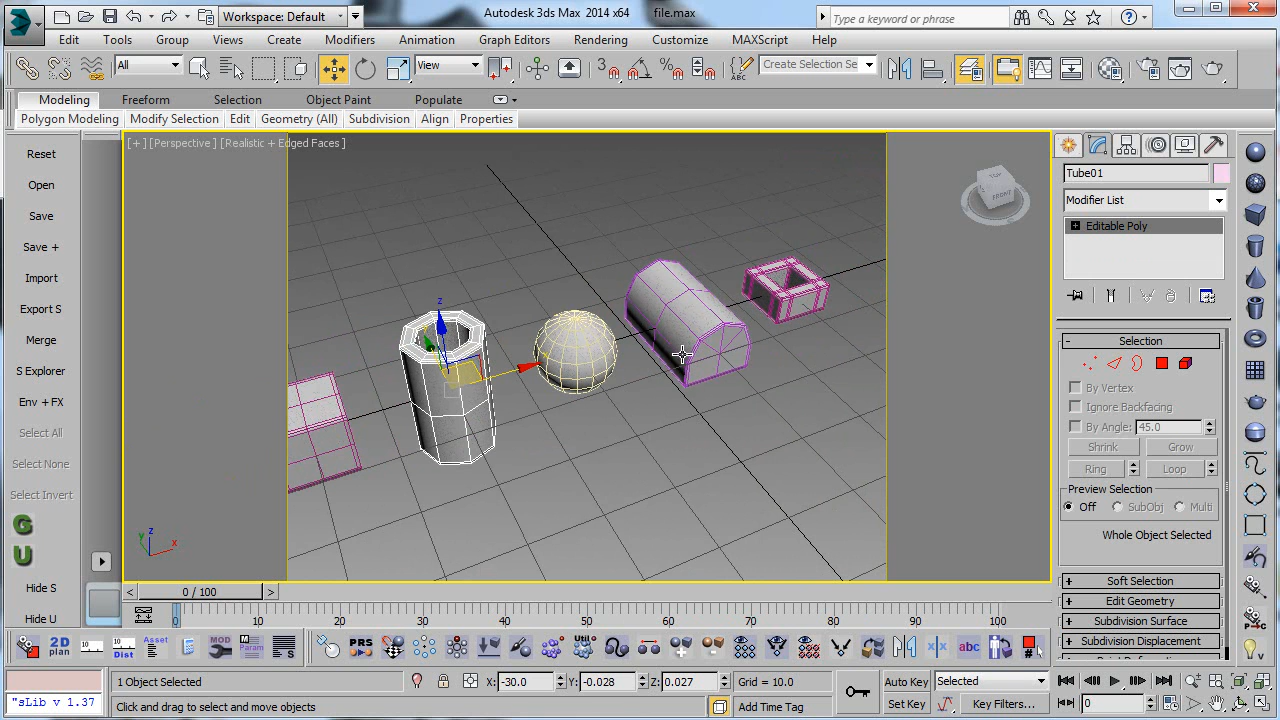 Workspace: Default
Autodesk 3ds Max 2014 x64 file.max
Type a keyword or phrase
Edit Tools Group Views Create Modifiers Animation Graph Editors Rendering Customize MAXScript Help
All View 3 % ABC Create Selection Se
Modeling Freeform Selection Object Paint Populate
Polygon Modeling Modify Selection Edit Geometry (All) Subdivision Align Properties
[+] [Perspective] [Realistic + Edged Faces]
Reset
Open
Save
Save +
Import
Export S
Merge
S Explorer
Env + FX
Select All
Select None
Select Invert
G
U
Hide S
Hide U
TOP
FRONT
z
z
y
x
Tube01
Modifier List
Editable Poly
Selection
By Vertex
Ignore Backfacing
By Angle: 45.0
Shrink Grow
Ring Loop
Preview Selection
Off SubObj Multi
Whole Object Selected
Soft Selection
Edit Geometry
Subdivision Surface
Subdivision Displacement
0 / 100
0 10 20 30 40 50 60 70 80 90 100
2D plan 10 10 Dist Asset MOD Param S PRS Util abc
"sLib v 1.37
1 Object Selected
X: -30.0 Y: -0.028 Z: 0.027 Grid = 10.0
Auto Key Selected
Click and drag to select and move objects
Add Time Tag
Set Key Key Filters... 0